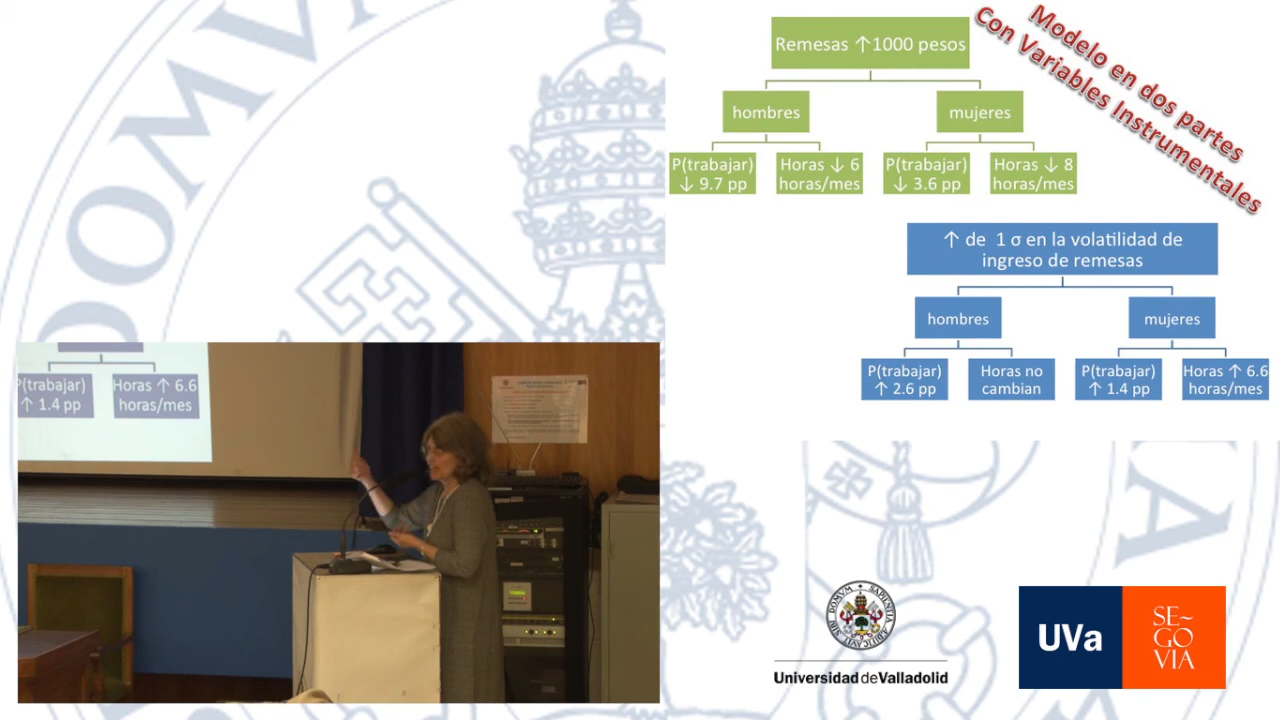 Remesas ↑1000 pesos
hombres
mujeres
P(trabajar)
↓ 9.7 pp
Horas ↓ 6
horas/mes
P(trabajar)
↓ 3.6 pp
Horas ↓ 8
horas/mes
Modelo en dos partes
Con Variables Instrumentales
↑ de 1 σ en la volatilidad de
ingreso de remesas
hombres
mujeres
P(trabajar)
↑ 2.6 pp
Horas no
cambian
P(trabajar)
↑ 1.4 pp
Horas ↑ 6.6
horas/mes
P(trabajar)
↑ 1.4 pp
Horas ↑ 6.6
horas/mes
DOMV
A
Universidad de Valladolid
UVa
SE~
GO
VIA